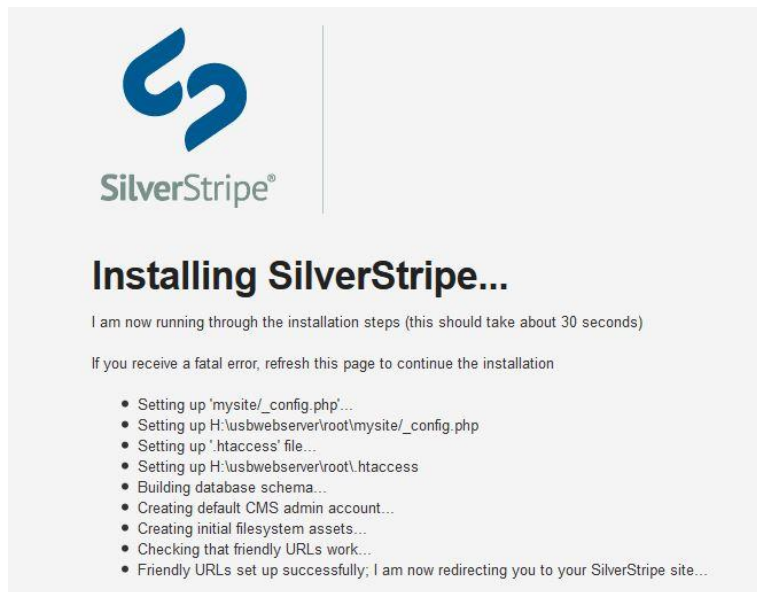 SilverStripe®
Installing SilverStripe...
I am now running through the installation steps (this should take about 30 seconds)
If you receive a fatal error, refresh this page to continue the installation
• Setting up 'mysite/_config.php'...
• Setting up H:\usbwebserver\root\mysite/_config.php
• Setting up '.htaccess' file...
• Setting up H:\usbwebserver\root\.htaccess
• Building database schema...
• Creating default CMS admin account...
• Creating initial filesystem assets...
• Checking that friendly URLs work...
• Friendly URLs set up successfully; I am now redirecting you to your SilverStripe site...